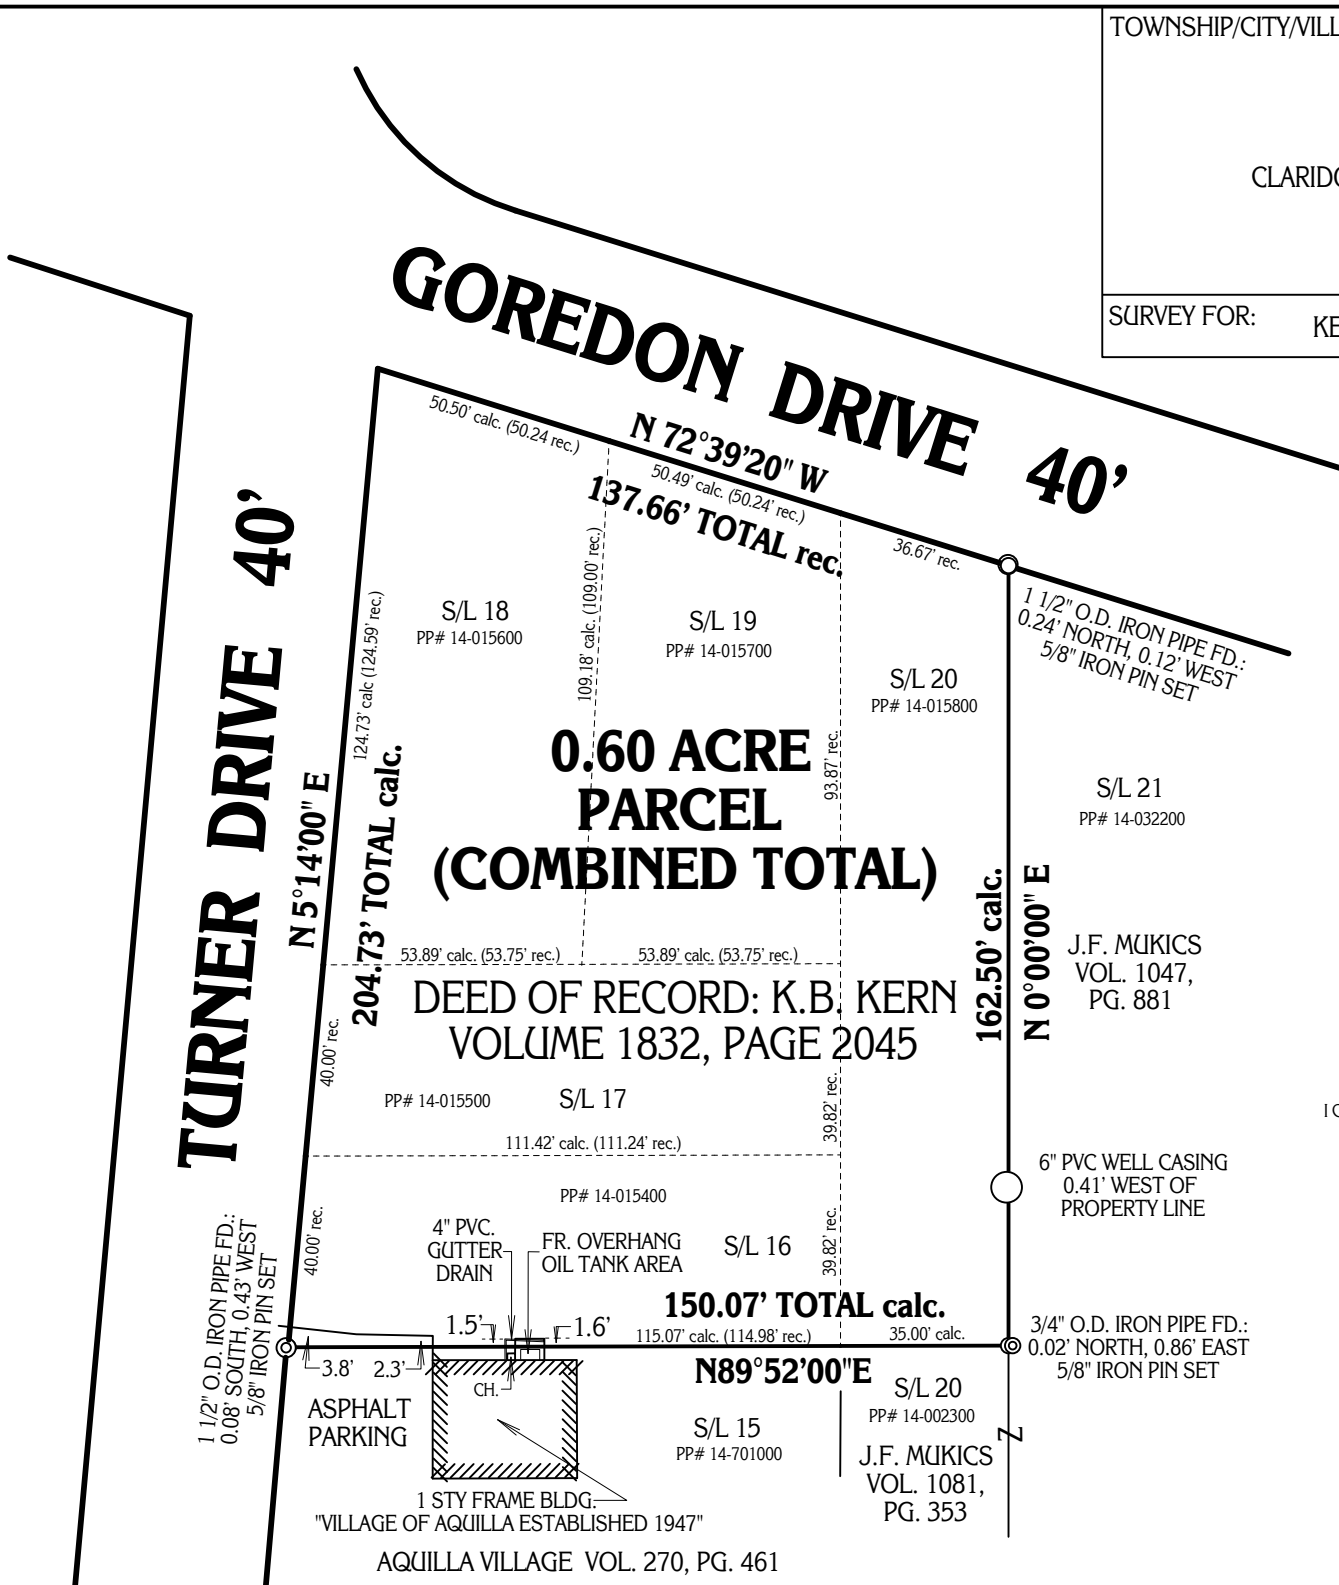 TOWNSHIP/CITY/VILL
CLARIDO
SURVEY FOR: KE
GOREDON DRIVE 40'
50.50' calc. (50.24 rec.)
N 72°39'20" W
50.49' calc. (50.24' rec.)
137.66' TOTAL rec.
36.67' rec.
TURNER DRIVE 40'
N 5°14'00" E
204.73' TOTAL calc.
124.73' calc (124.59' rec.)
109.18' calc. (109.00' rec.)
S/L 18
PP# 14-015600
S/L 19
PP# 14-015700
S/L 20
PP# 14-015800
93.87' rec.
1 1/2" O.D. IRON PIPE FD.:
0.24' NORTH, 0.12' WEST
5/8" IRON PIN SET
0.60 ACRE
PARCEL
(COMBINED TOTAL)
S/L 21
PP# 14-032200
162.50' calc.
N 0°00'00" E
J.F. MUKICS
VOL. 1047,
PG. 881
53.89' calc. (53.75' rec.)
53.89' calc. (53.75' rec.)
DEED OF RECORD: K.B. KERN
VOLUME 1832, PAGE 2045
40.00' rec.
PP# 14-015500
S/L 17
39.82' rec.
111.42' calc. (111.24' rec.)
6" PVC WELL CASING
0.41' WEST OF
PROPERTY LINE
PP# 14-015400
S/L 16
40.00' rec.
39.82' rec.
4" PVC.
GUTTER
DRAIN
FR. OVERHANG
OIL TANK AREA
1 1/2" O.D. IRON PIPE FD.:
0.08' SOUTH, 0.43' WEST
5/8" IRON PIN SET
150.07' TOTAL calc.
1.5'
1.6'
115.07' calc. (114.98' rec.)
35.00' calc.
N89°52'00"E
3/4" O.D. IRON PIPE FD.:
0.02' NORTH, 0.86' EAST
5/8" IRON PIN SET
3.8'
2.3'
CH.
ASPHALT
PARKING
S/L 15
PP# 14-701000
S/L 20
PP# 14-002300
Z
J.F. MUKICS
VOL. 1081,
PG. 353
1 STY FRAME BLDG.
"VILLAGE OF AQUILLA ESTABLISHED 1947"
AQUILLA VILLAGE VOL. 270, PG. 461